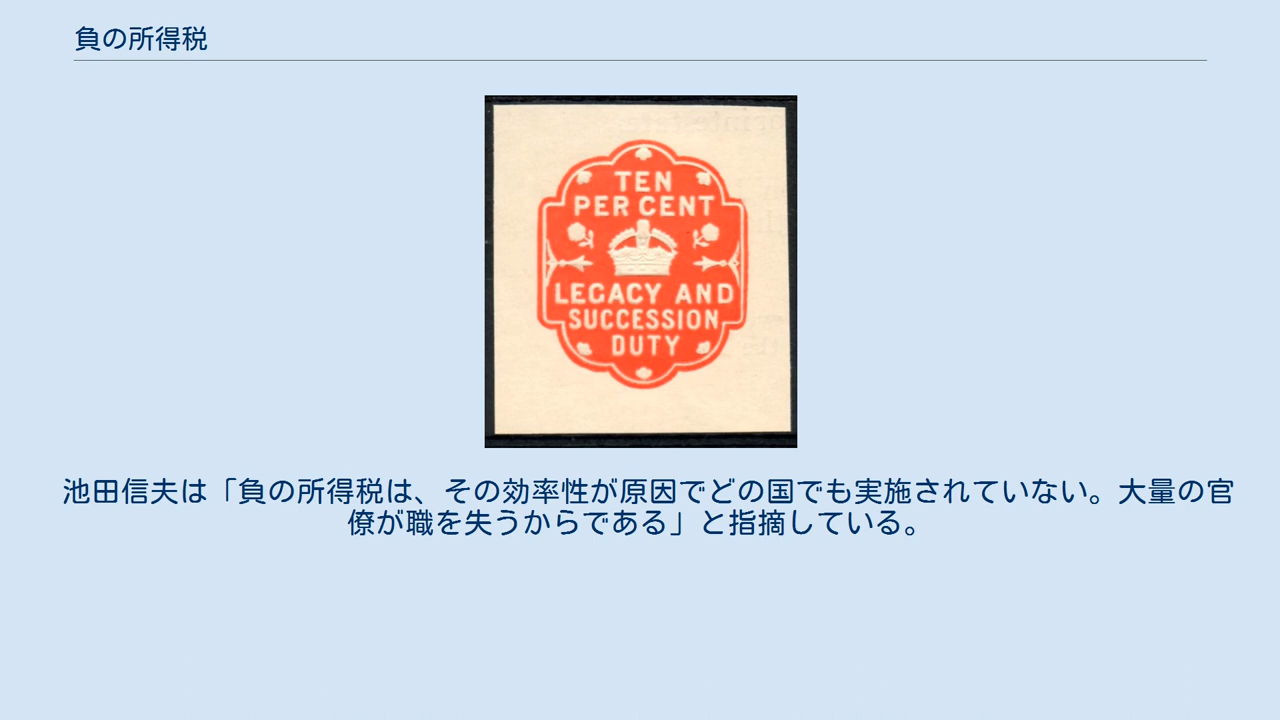 負の所得税
TEN
PER CENT
LEGACY AND
SUCCESSION
DUTY
池田信夫は「負の所得税は、その効率性が原因でどの国でも実施されていない。大量の官
僚が職を失うからである」と指摘している。